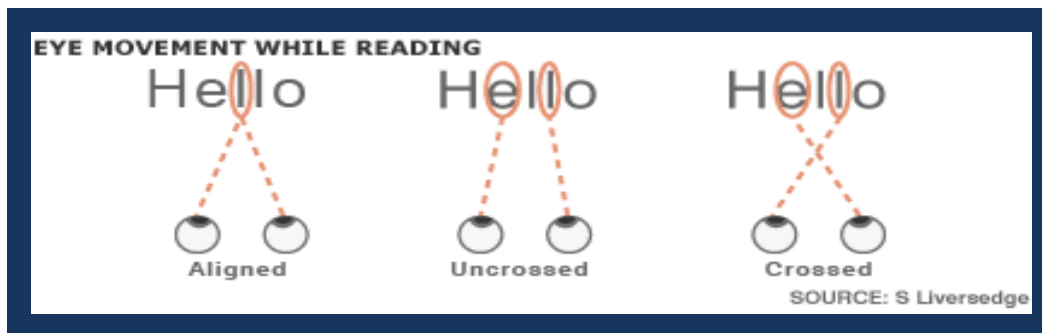 EYE MOVEMENT WHILE READING
Hello Hello Hello
Aligned Uncrossed Crossed
SOURCE: S Liversedge